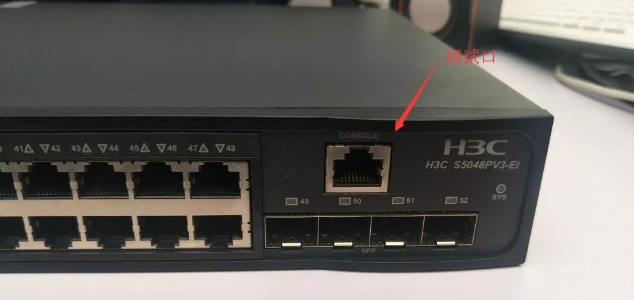 调试口
CONSOLE
H3C
H3C S5048PV3-EI
41 42 43 44 45 46 47 48
49 50 51 52
SYS
SFP